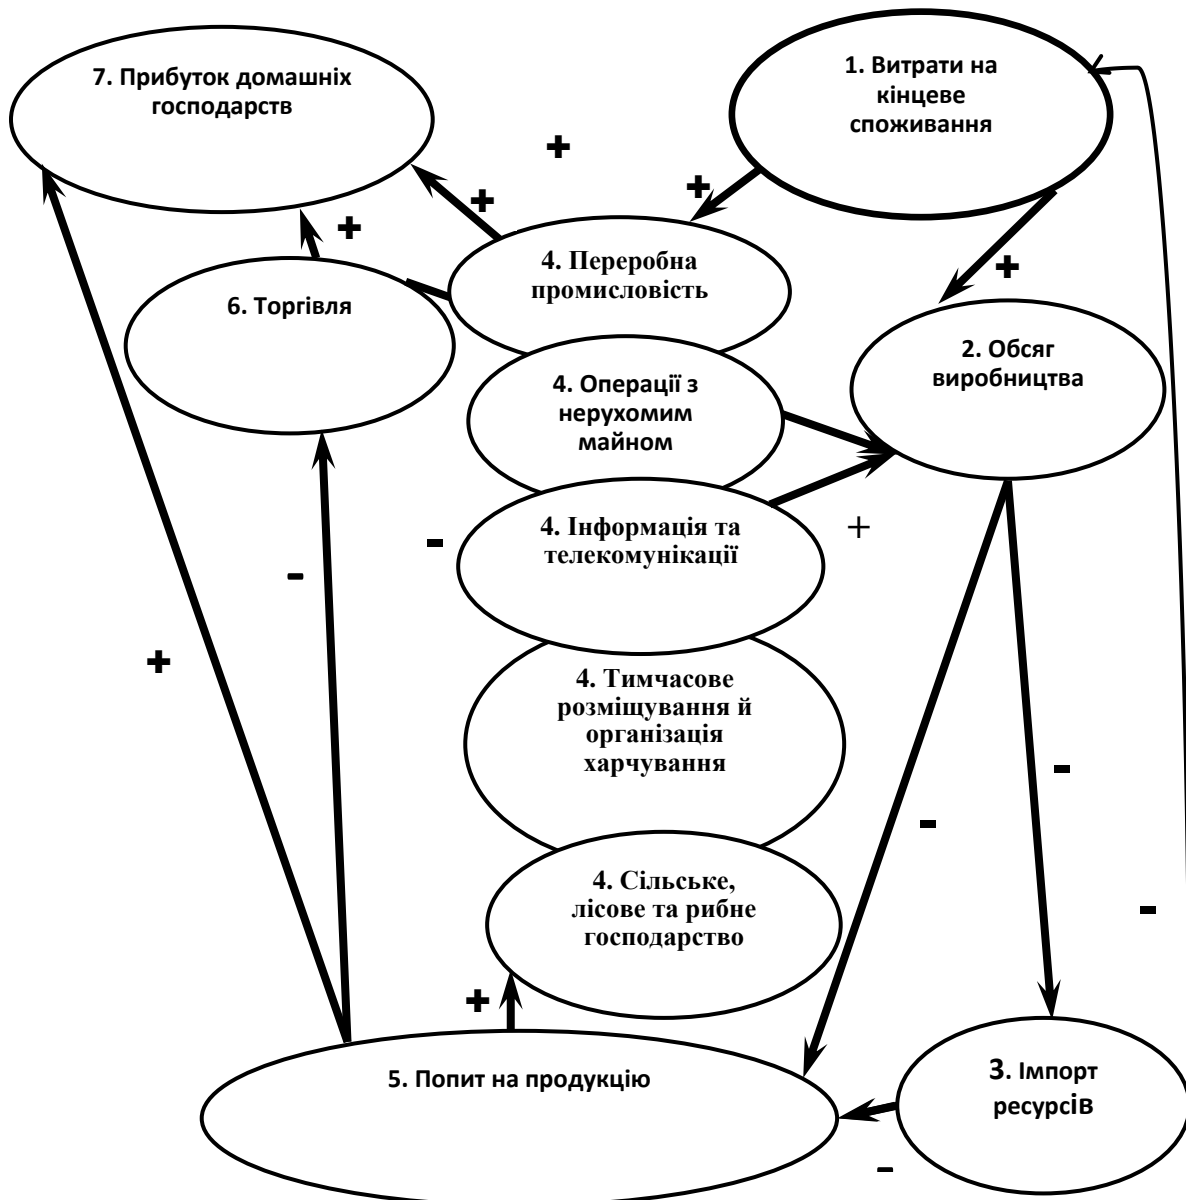 7. Прибуток домашніх
господарств
1. Витрати на
кінцеве
споживання
+
+
+
+
+
4. Переробна
промисловість
6. Торгівля
2. Обсяг
виробництва
4. Операції з
нерухомим
майном
4. Інформація та
телекомунікації
+
-
-
+
4. Тимчасове
розміщування й
організація
харчування
-
-
4. Сільське,
лісове та рибне
господарство
-
+
5. Попит на продукцію
3. Імпорт
ресурсів
-